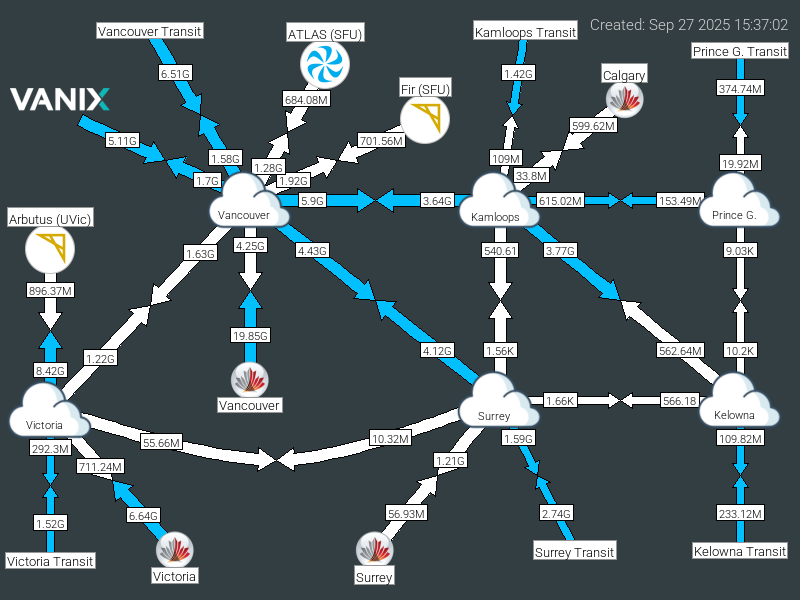 Created: Sep 27 2025 15:37:02
Vancouver Transit
ATLAS (SFU)
Kamloops Transit
Prince G. Transit
6.51G
1.42G
Calgary
374.74M
Fir (SFU)
VANIX
684.08M
599.62M
5.11G
701.56M
1.58G
109M
19.92M
1.28G
33.8M
1.7G
1.92G
5.9G
3.64G
615.02M
153.49M
Vancouver
Kamloops
Prince G.
Arbutus (UVic)
1.63G
4.25G
4.43G
540.61
3.77G
9.03K
896.37M
19.85G
1.22G
4.12G
1.56K
562.64M
10.2K
8.42G
Vancouver
1.66K
566.18
Victoria
Surrey
Kelowna
292.3M
55.66M
10.32M
1.59G
109.82M
711.24M
1.21G
1.52G
6.64G
56.93M
2.74G
233.12M
Victoria Transit
Victoria
Surrey
Surrey Transit
Kelowna Transit